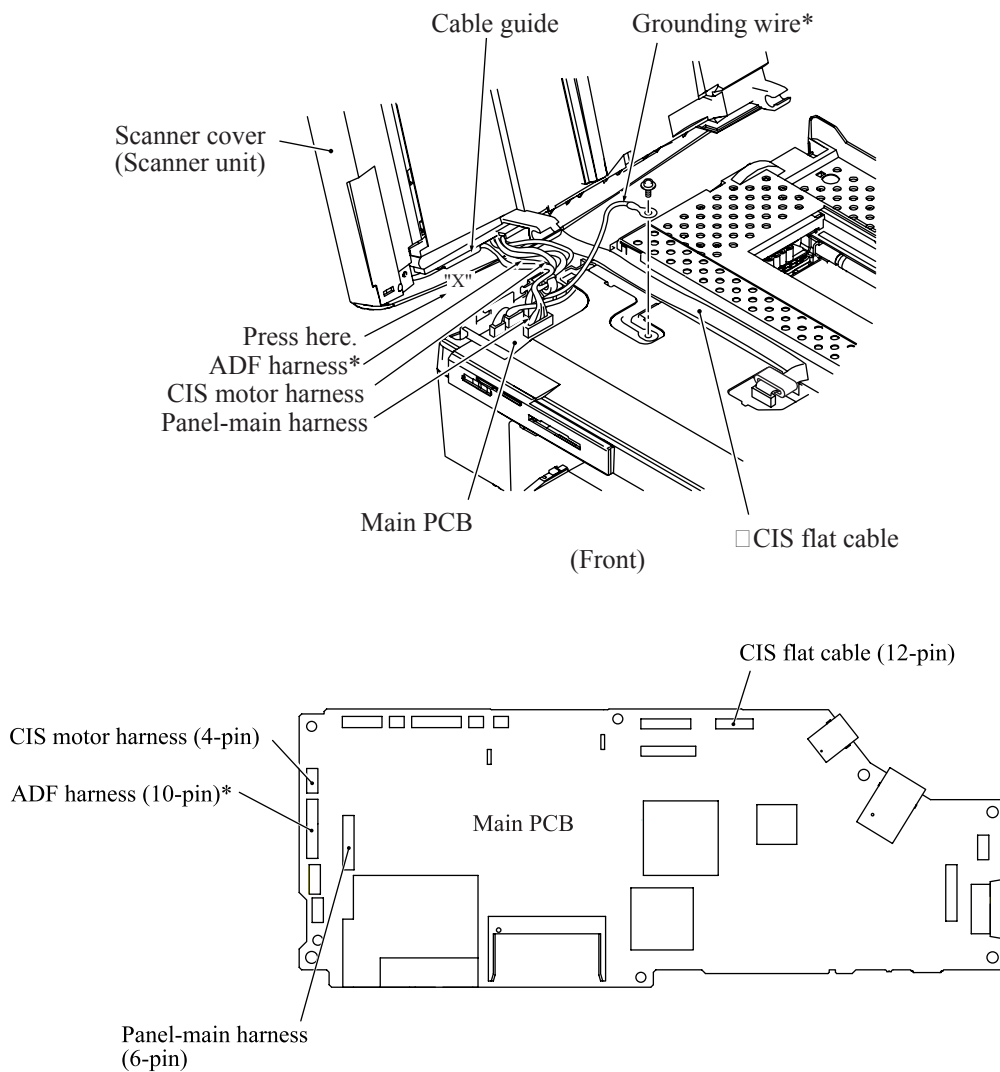 Cable guide
Grounding wire*
Scanner cover
(Scanner unit)
"X"
Press here.
ADF harness*
CIS motor harness
Panel-main harness
Main PCB
□CIS flat cable
(Front)
CIS flat cable (12-pin)
CIS motor harness (4-pin)
ADF harness (10-pin)*
Main PCB
Panel-main harness
(6-pin)